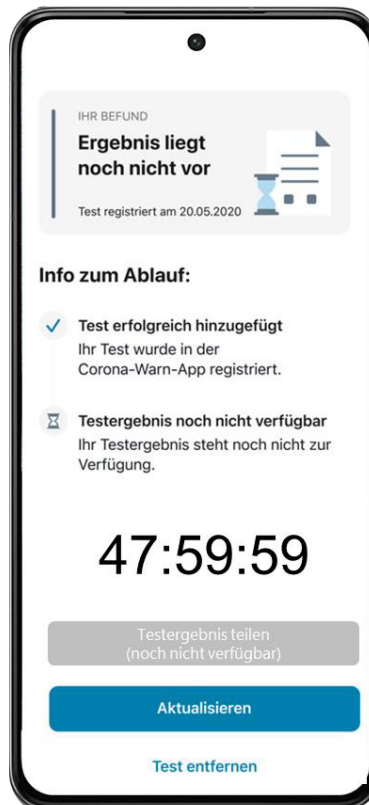 IHR BEFUND
Ergebnis liegt
noch nicht vor
Test registriert am 20.05.2020
Info zum Ablauf:
Test erfolgreich hinzugefügt
Ihr Test wurde in der
Corona-Warn-App registriert.
Testergebnis noch nicht verfügbar
Ihr Testergebnis steht noch nicht zur
Verfügung.
47:59:59
Testergebnis teilen
(noch nicht verfügbar)
Aktualisieren
Test entfernen